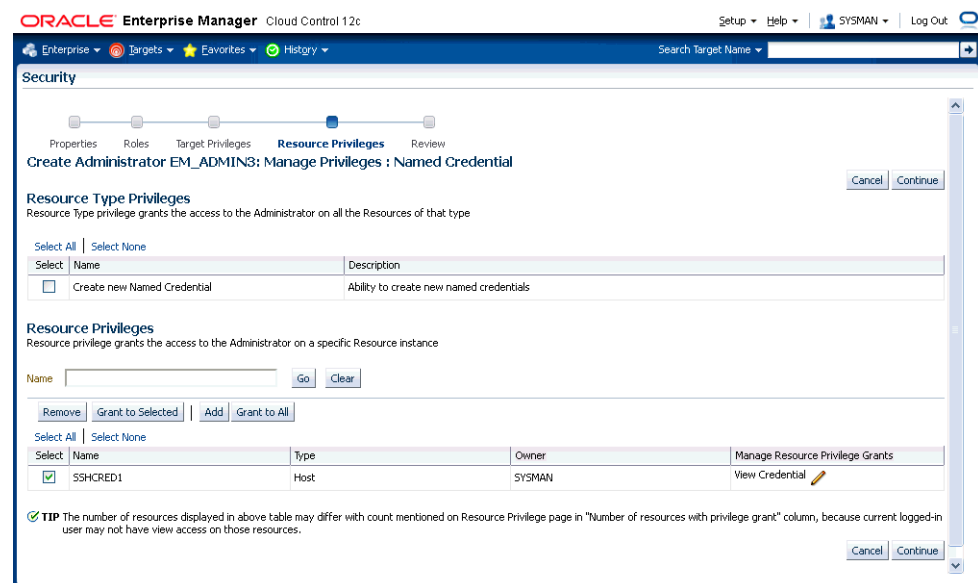 ORACLE Enterprise Manager Cloud Control 12c
Setup Help SYSMAN Log Out
Enterprise Targets Favorites History Search Target Name
Security
Properties Roles Target Privileges Resource Privileges Review
Create Administrator EM_ADMIN3: Manage Privileges : Named Credential
Cancel Continue
Resource Type Privileges
Resource Type privilege grants the access to the Administrator on all the Resources of that type
Select All | Select None
Select Name Description
Create new Named Credential Ability to create new named credentials
Resource Privileges
Resource privilege grants the access to the Administrator on a specific Resource instance
Name Go Clear
Remove Grant to Selected | Add Grant to All
Select All | Select None
Select Name Type Owner Manage Resource Privilege Grants
SSHCRED1 Host SYSMAN View Credential
TIP The number of resources displayed in above table may differ with count mentioned on Resource Privilege page in "Number of resources with privilege grant" column, because current logged-in
user may not have view access on those resources.
Cancel Continue